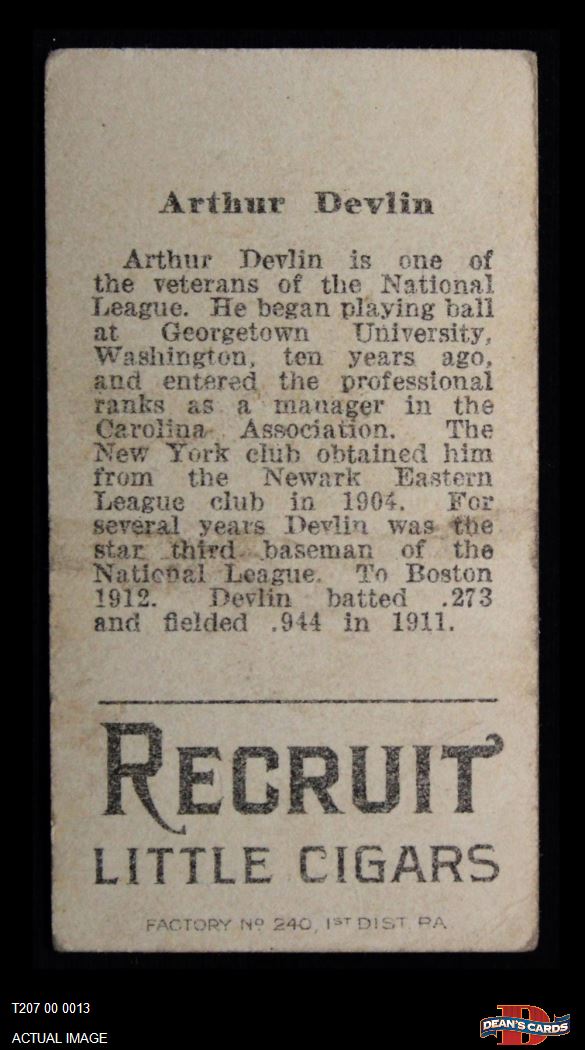 Arthur Devlin
Arthur Devlin is one of
the veterans of the National
League. He began playing ball
at Georgetown University,
Washington, ten years ago,
and entered the professional
ranks as a manager in the
Carolina Association. The
New York club obtained him
from the Newark Eastern
League club in 1904. For
several years Devlin was the
star third baseman of the
National League. To Boston
1912. Devlin batted .273
and fielded .944 in 1911.
RECRUIT
LITTLE CIGARS
FACTORY No 240, 1ST DIST. PA.
T207 00 0013
ACTUAL IMAGE
D
DEAN'S CARDS